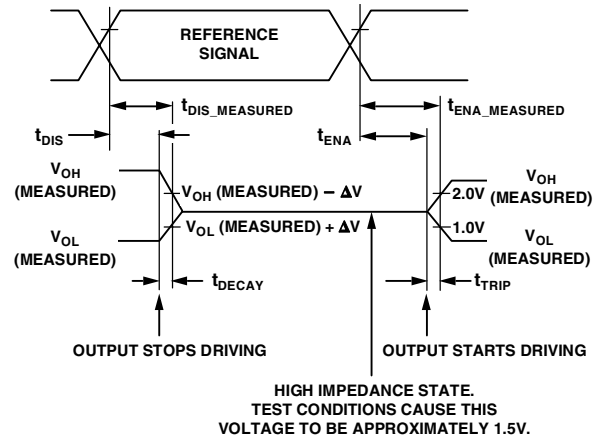 REFERENCE
SIGNAL
tDIS_MEASURED
tENA_MEASURED
tDIS
tENA
VOH
(MEASURED)
VOH (MEASURED) – ΔV
2.0V
VOH
(MEASURED)
VOL
(MEASURED)
VOL (MEASURED) + ΔV
1.0V
VOL
(MEASURED)
tDECAY
tTRIP
OUTPUT STOPS DRIVING
OUTPUT STARTS DRIVING
HIGH IMPEDANCE STATE.
TEST CONDITIONS CAUSE THIS
VOLTAGE TO BE APPROXIMATELY 1.5V.